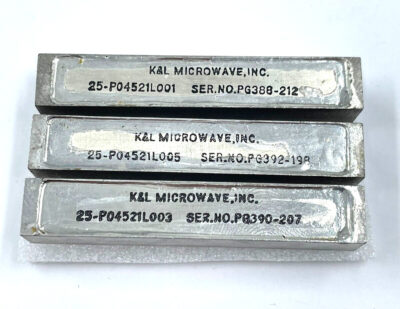 K&L MICROWAVE,INC.
25-P04521L001 SER.NO.PG388-212
K&L MICROWAVE,INC.
25-P04521L005 SER.NO.PG392-198
K&L MICROWAVE,INC.
25-P04521L003 SER.NO.PG390-207